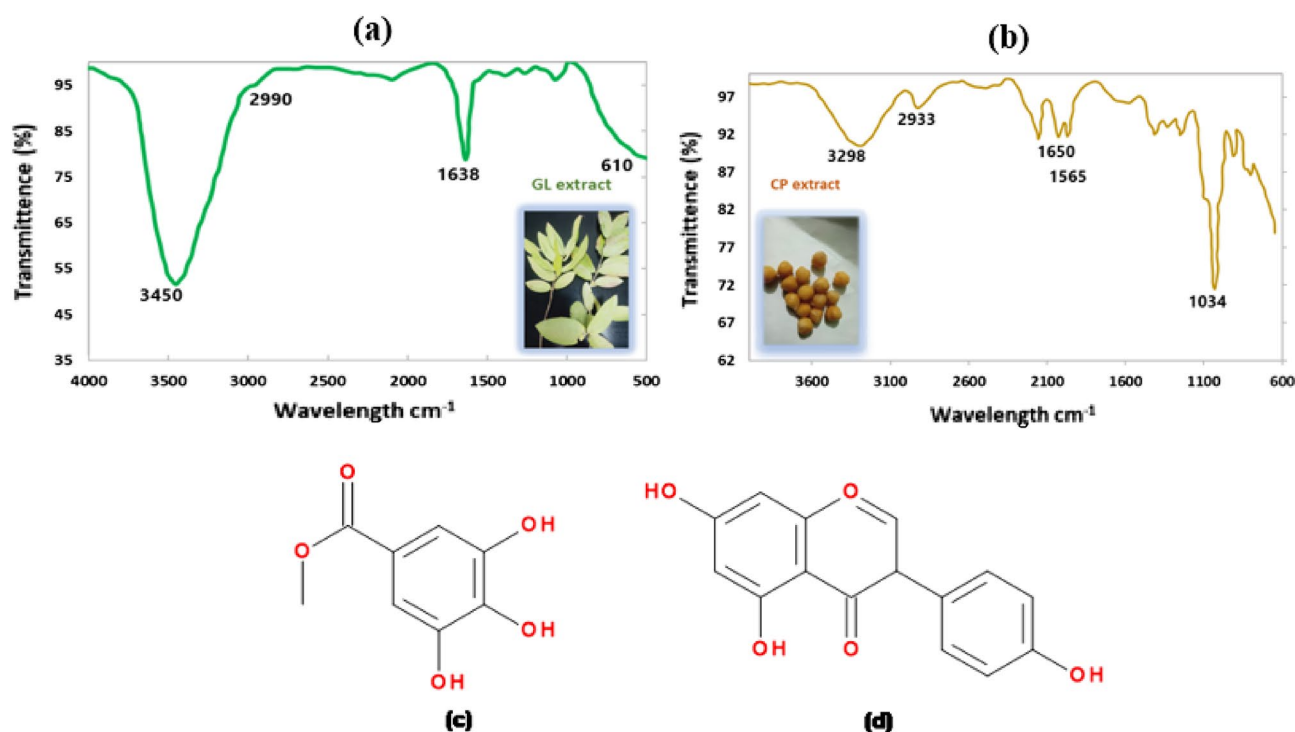 (a)
Transmittence (%)
95
85
75
65
55
45
35
2990
3450
1638
610
GL extract
4000 3500 3000 2500 2000 1500 1000 500
Wavelength cm⁻¹
(b)
Transmittence (%)
97
92
87
82
77
72
67
62
3298
2933
1650
1565
1034
CP extract
3600 3100 2600 2100 1600 1100 600
Wavelength cm⁻¹
O
O
OH
OH
OH
(c)
HO
O
OH
O
OH
(d)